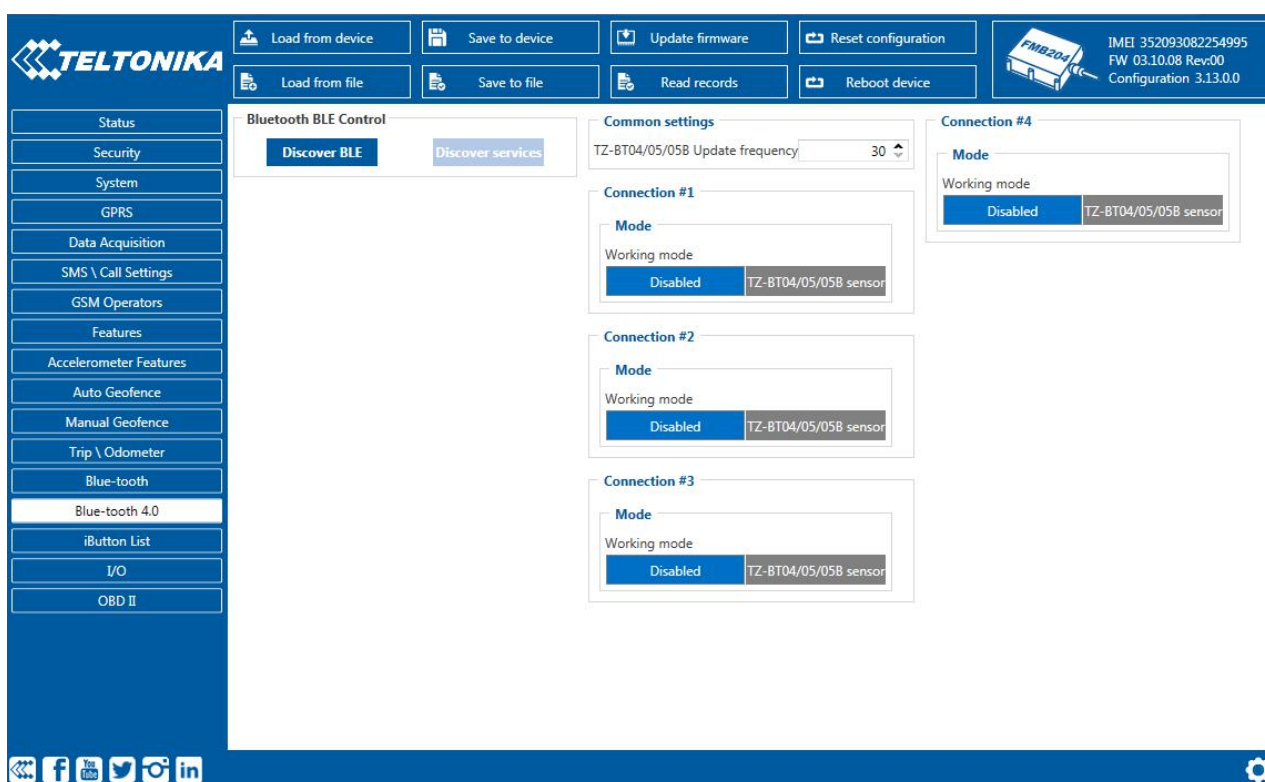 TELTONIKA
Load from device
Save to device
Update firmware
Reset configuration
Load from file
Save to file
Read records
Reboot device
FMB204
IMEI 352093082254995
FW 03.10.08 Rev:00
Configuration 3.13.0.0
Status
Security
System
GPRS
Data Acquisition
SMS \ Call Settings
GSM Operators
Features
Accelerometer Features
Auto Geofence
Manual Geofence
Trip \ Odometer
Blue-tooth
Blue-tooth 4.0
iButton List
I/O
OBD II
Bluetooth BLE Control
Discover BLE
Discover services
Common settings
TZ-BT04/05/05B Update frequency 30
Connection #1
Mode
Working mode
Disabled TZ-BT04/05/05B sensor
Connection #2
Mode
Working mode
Disabled TZ-BT04/05/05B sensor
Connection #3
Mode
Working mode
Disabled TZ-BT04/05/05B sensor
Connection #4
Mode
Working mode
Disabled TZ-BT04/05/05B sensor
f
You
Tube
in